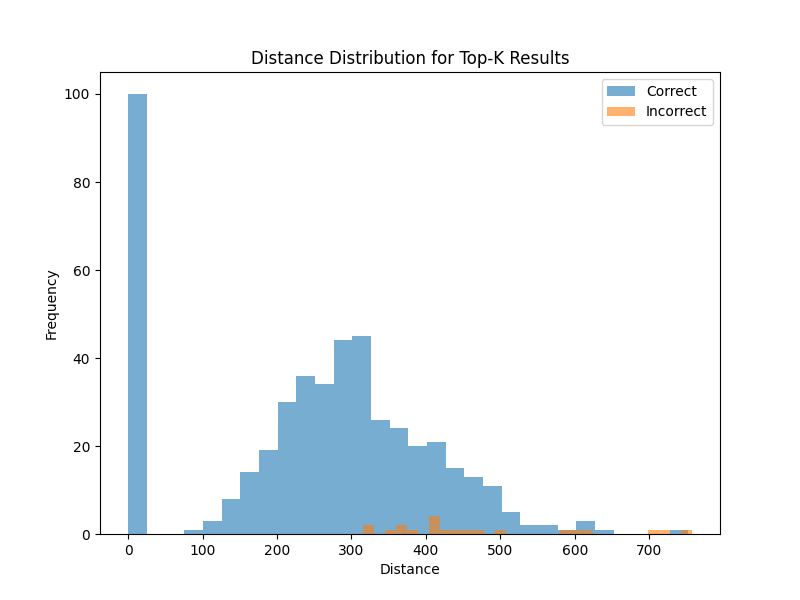 Distance Distribution for Top-K Results
Correct
Incorrect
Frequency
100
80
60
40
20
0
0 100 200 300 400 500 600 700
Distance